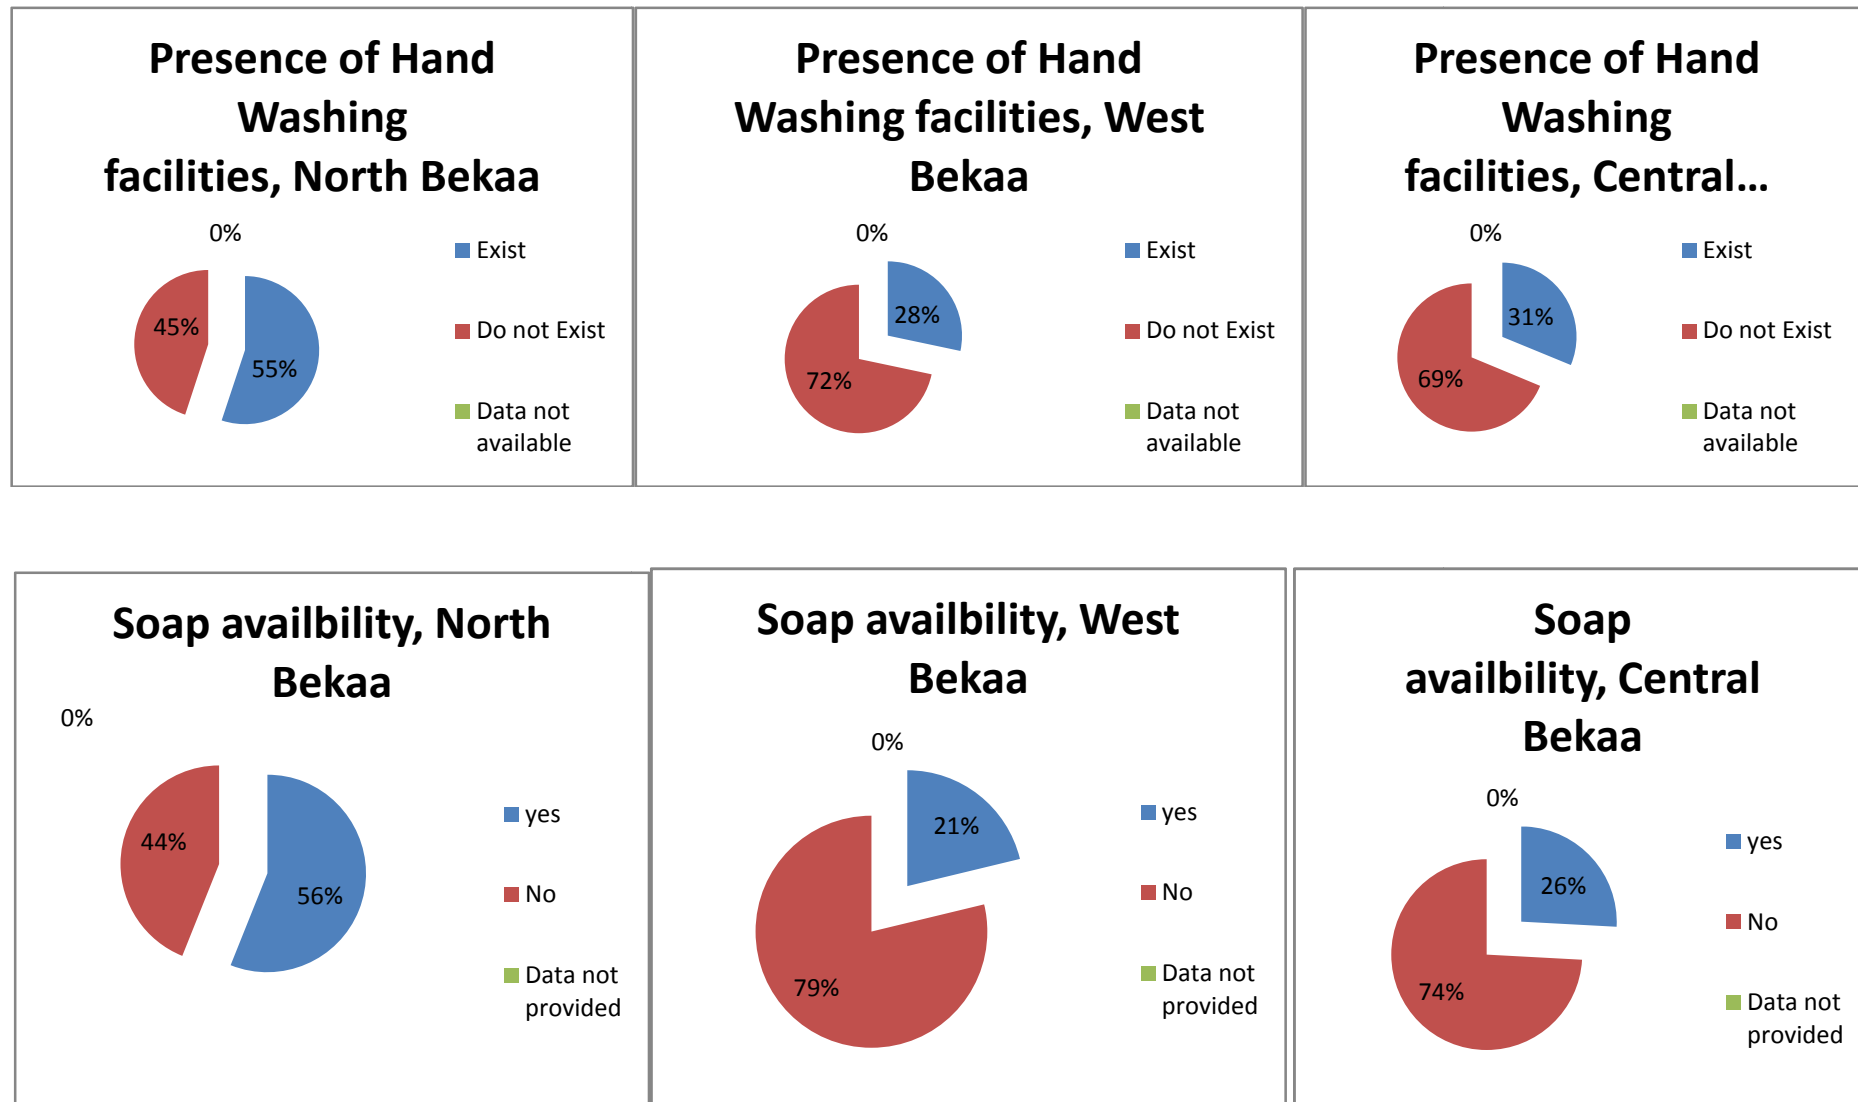 Presence of Hand
Washing
facilities, North Bekaa
0%
45%
55%
Exist
Do not Exist
Data not
available
Presence of Hand
Washing facilities, West
Bekaa
0%
28%
72%
Exist
Do not Exist
Data not
available
Presence of Hand
Washing
facilities, Central...
0%
31%
69%
Exist
Do not Exist
Data not
available
Soap availbility, North
Bekaa
0%
44%
56%
yes
No
Data not
provided
Soap availbility, West
Bekaa
0%
21%
79%
yes
No
Data not
provided
Soap
availbility, Central
Bekaa
0%
26%
74%
yes
No
Data not
provided